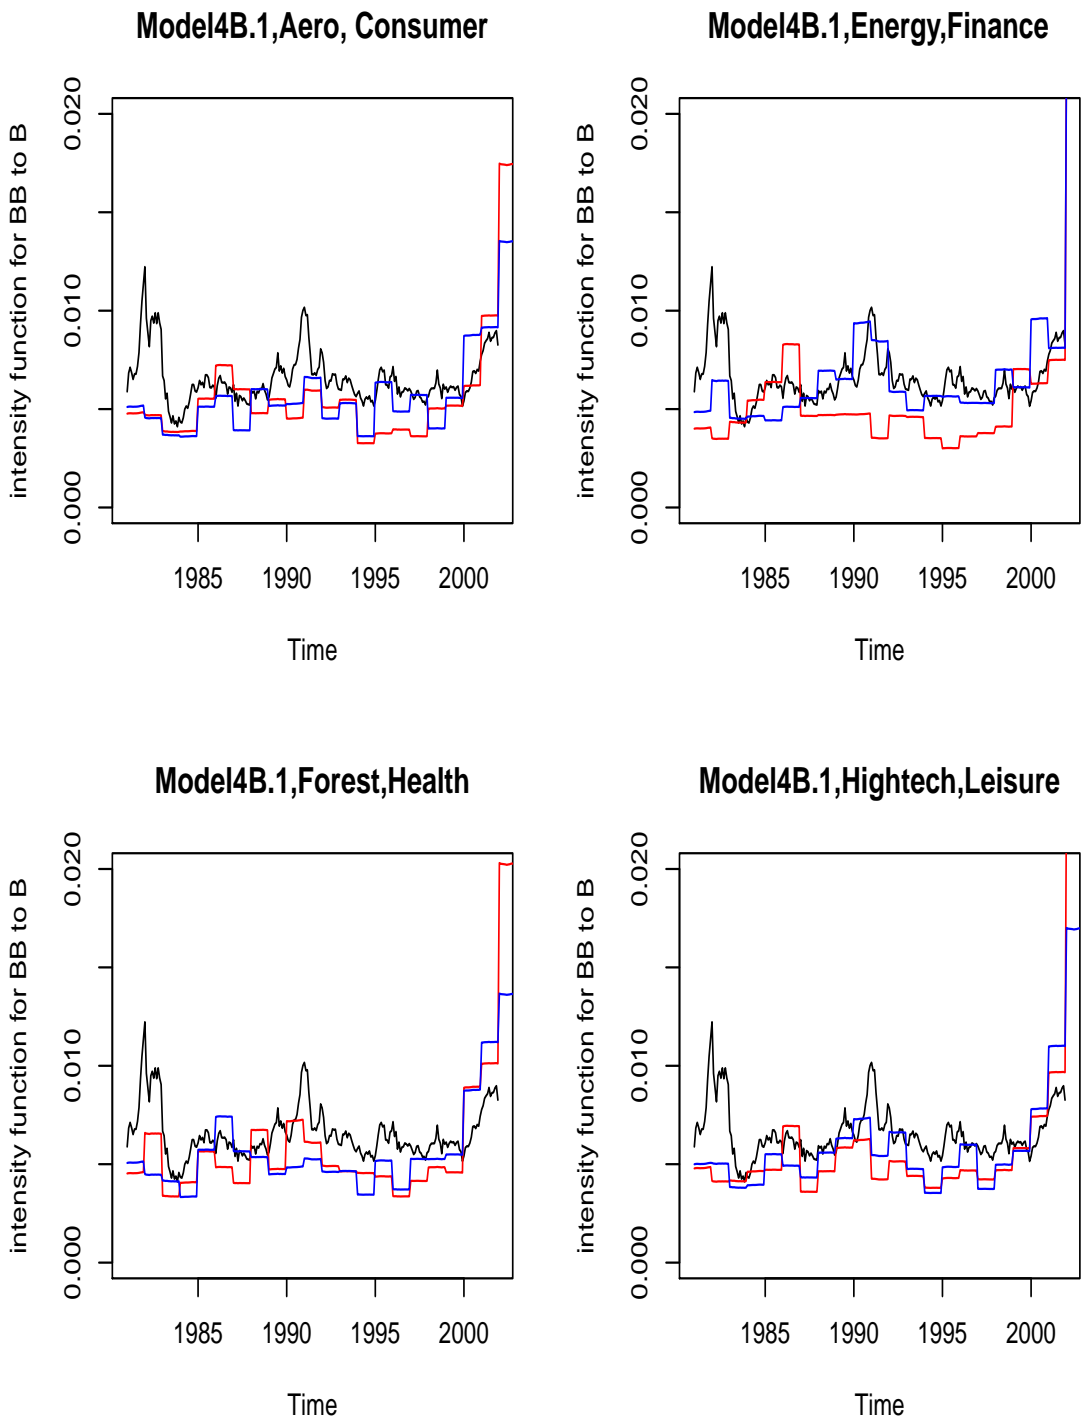 Model4B.1,Aero, Consumer
intensity function for BB to B
0.000
0.010
0.020
1985
1990
1995
2000
Time
Model4B.1,Energy,Finance
intensity function for BB to B
0.000
0.010
0.020
1985
1990
1995
2000
Time
Model4B.1,Forest,Health
intensity function for BB to B
0.000
0.010
0.020
1985
1990
1995
2000
Time
Model4B.1,Hightech,Leisure
intensity function for BB to B
0.000
0.010
0.020
1985
1990
1995
2000
Time